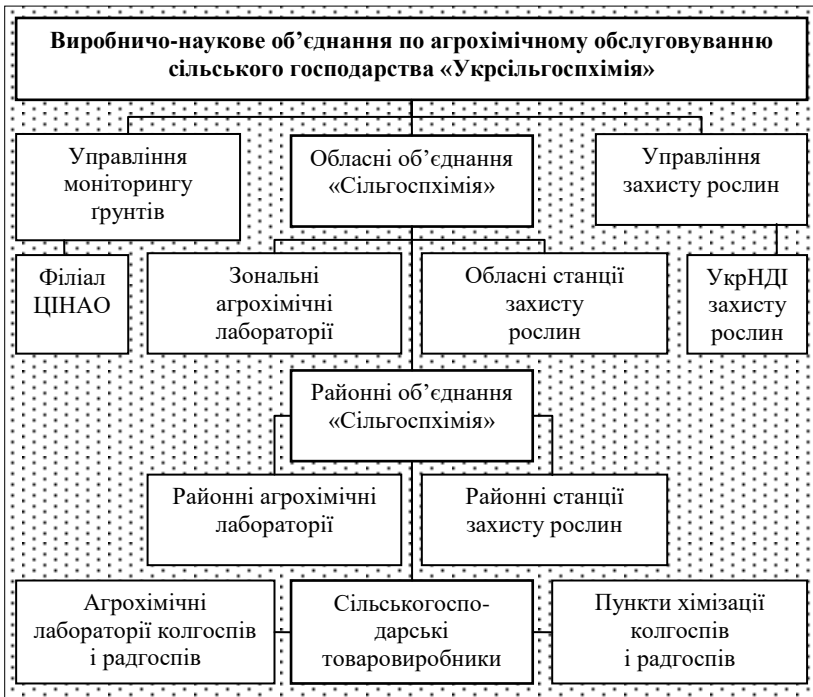 Виробничо-наукове об’єднання по агрохімічному обслуговуванню
сільського господарства «Укрсільгоспхімія»
Управління
моніторингу
ґрунтів
Обласні об’єднання
«Сільгоспхімія»
Управління
захисту рослин
Філіал
ЦІНАО
Зональні
агрохімічні
лабораторії
Обласні станції
захисту
рослин
УкрНДІ
захисту
рослин
Районні об’єднання
«Сільгоспхімія»
Районні агрохімічні
лабораторії
Районні станції
захисту рослин
Агрохімічні
лабораторії колгоспів
і радгоспів
Сільськогоспо-
дарські
товаровиробники
Пункти хімізації
колгоспів
і радгоспів